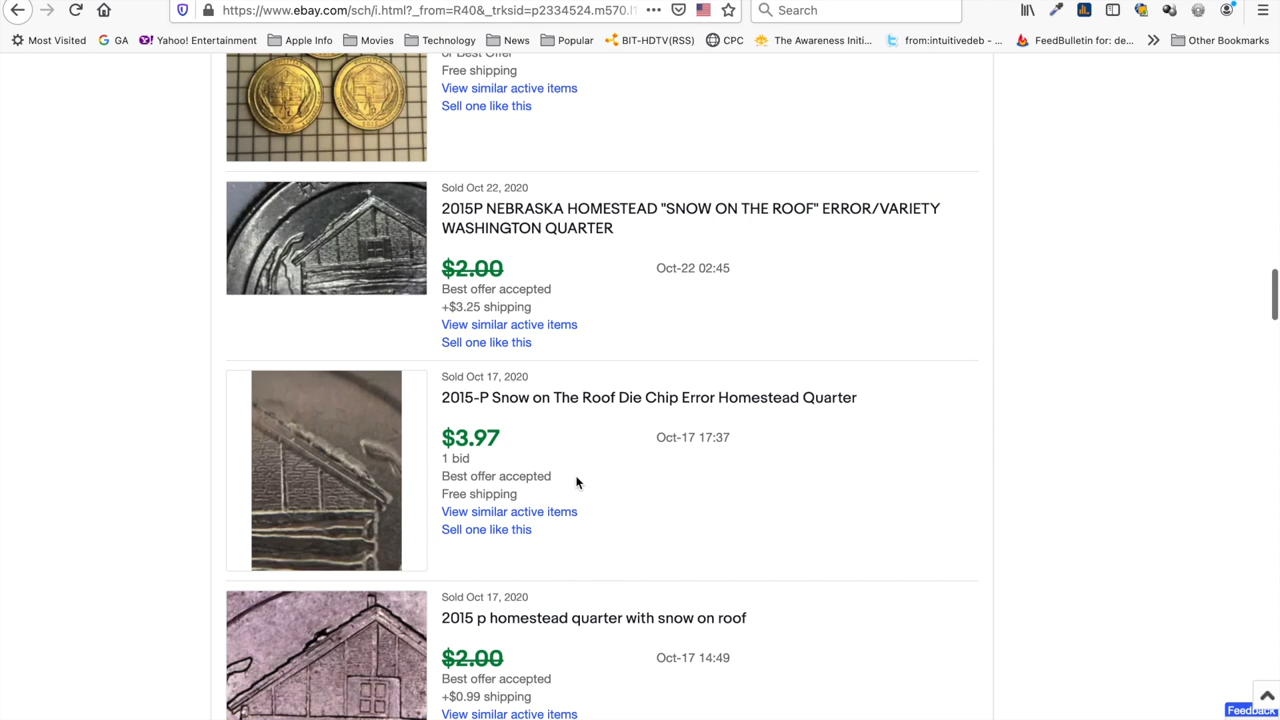 https://www.ebay.com/sch/i.html?_from=R40&_trksid=p2334524.m570.l1
Search
Most Visited
GA
Yahoo! Entertainment
Apple Info
Movies
Technology
News
Popular
BIT-HDTV(RSS)
CPC
The Awareness Initi...
from:intuitivedeb - ...
FeedBulletin for: de...
Other Bookmarks
or Best Offer
Free shipping
View similar active items
Sell one like this
Sold Oct 22, 2020
2015P NEBRASKA HOMESTEAD "SNOW ON THE ROOF" ERROR/VARIETY
WASHINGTON QUARTER
$2.00 Oct-22 02:45
Best offer accepted
+$3.25 shipping
View similar active items
Sell one like this
Sold Oct 17, 2020
2015-P Snow on The Roof Die Chip Error Homestead Quarter
$3.97 Oct-17 17:37
1 bid
Best offer accepted
Free shipping
View similar active items
Sell one like this
Sold Oct 17, 2020
2015 p homestead quarter with snow on roof
$2.00 Oct-17 14:49
Best offer accepted
+$0.99 shipping
View similar active items
Feedback